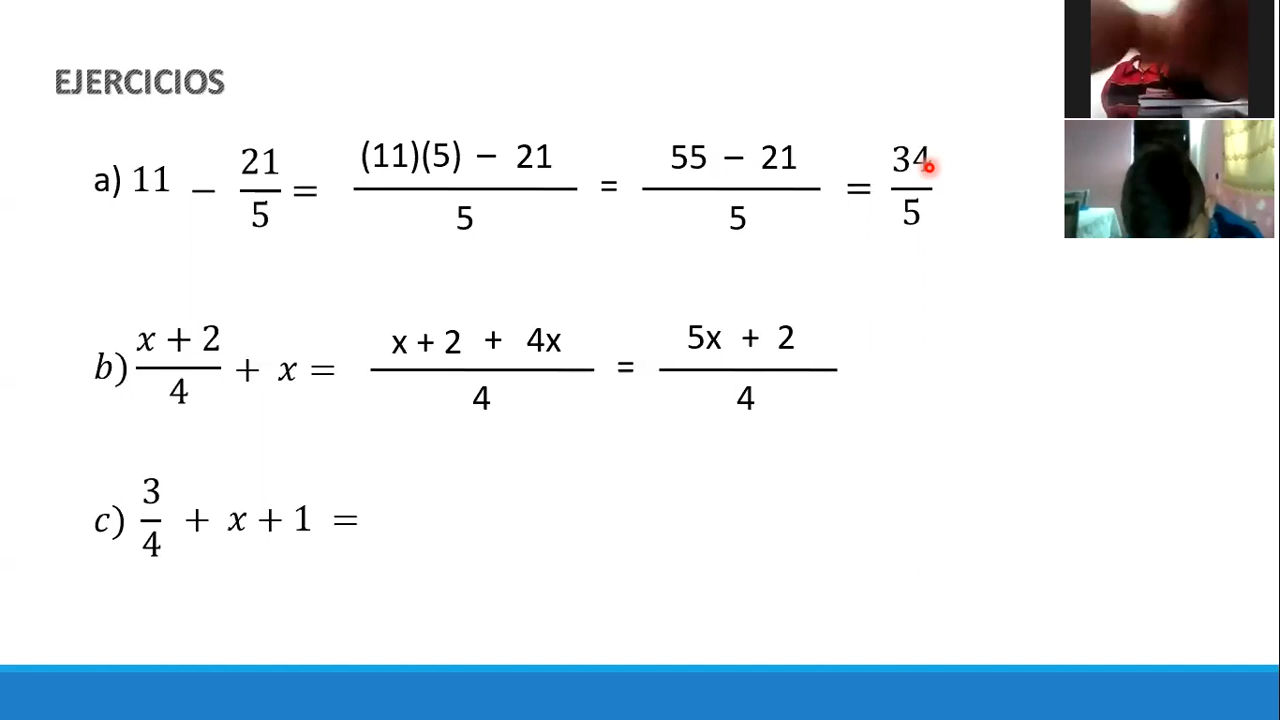 EJERCICIOS
a) 11 − 21/5 = (11)(5) − 21 / 5 = 55 − 21 / 5 = 34/5
b) x + 2 / 4 + x = x + 2 + 4x / 4 = 5x + 2 / 4
c) 3/4 + x + 1 =